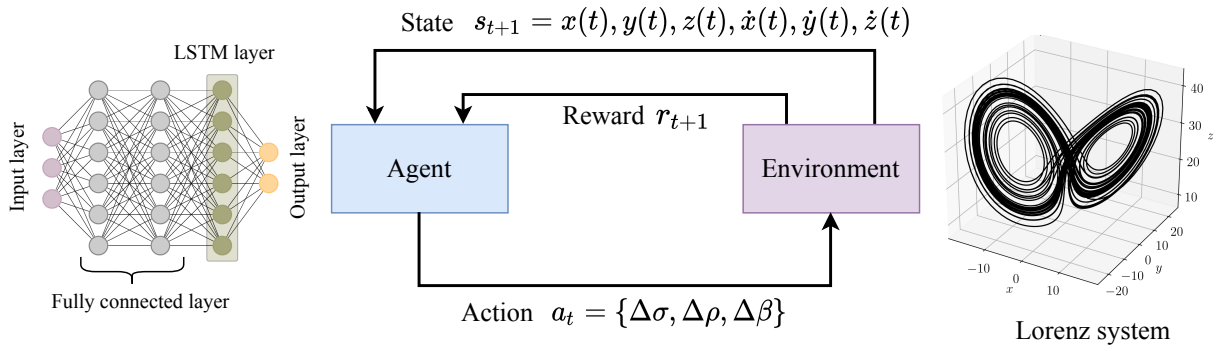 State $s_{t+1} = x(t), y(t), z(t), \dot{x}(t), \dot{y}(t), \dot{z}(t)$
LSTM layer
Input layer
Output layer
Fully connected layer
Reward $r_{t+1}$
Agent
Environment
Action $a_t = \{\Delta\sigma, \Delta\rho, \Delta\beta\}$
40
30
20
10
z
20
10
0
−10
−20
y
−10
0
10
x
Lorenz system